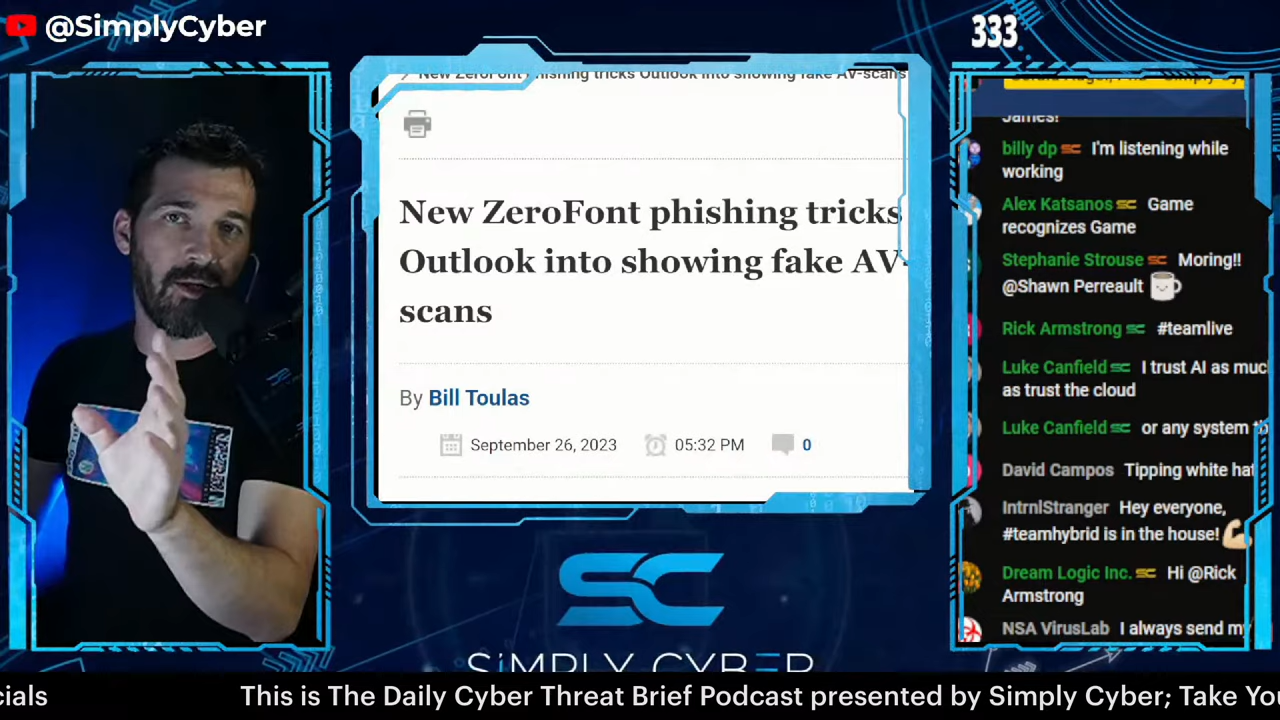 @SimplyCyber
333
New ZeroFont phishing tricks Outlook into showing fake AV-scans
New ZeroFont phishing tricks
Outlook into showing fake AV-
scans
By Bill Toulas
September 26, 2023 05:32 PM 0
James!
billy dp I'm listening while
working
Alex Katsanos Game
recognizes Game
Stephanie Strouse Moring!!
@Shawn Perreault
Rick Armstrong #teamlive
Luke Canfield I trust AI as muc
as trust the cloud
Luke Canfield or any system
David Campos Tipping white hat
IntrnlStranger Hey everyone,
#teamhybrid is in the house!
Dream Logic Inc. Hi @Rick
Armstrong
NSA VirusLab I always send my
SC
SIMPLY CYBER
cials This is The Daily Cyber Threat Brief Podcast presented by Simply Cyber; Take Yo